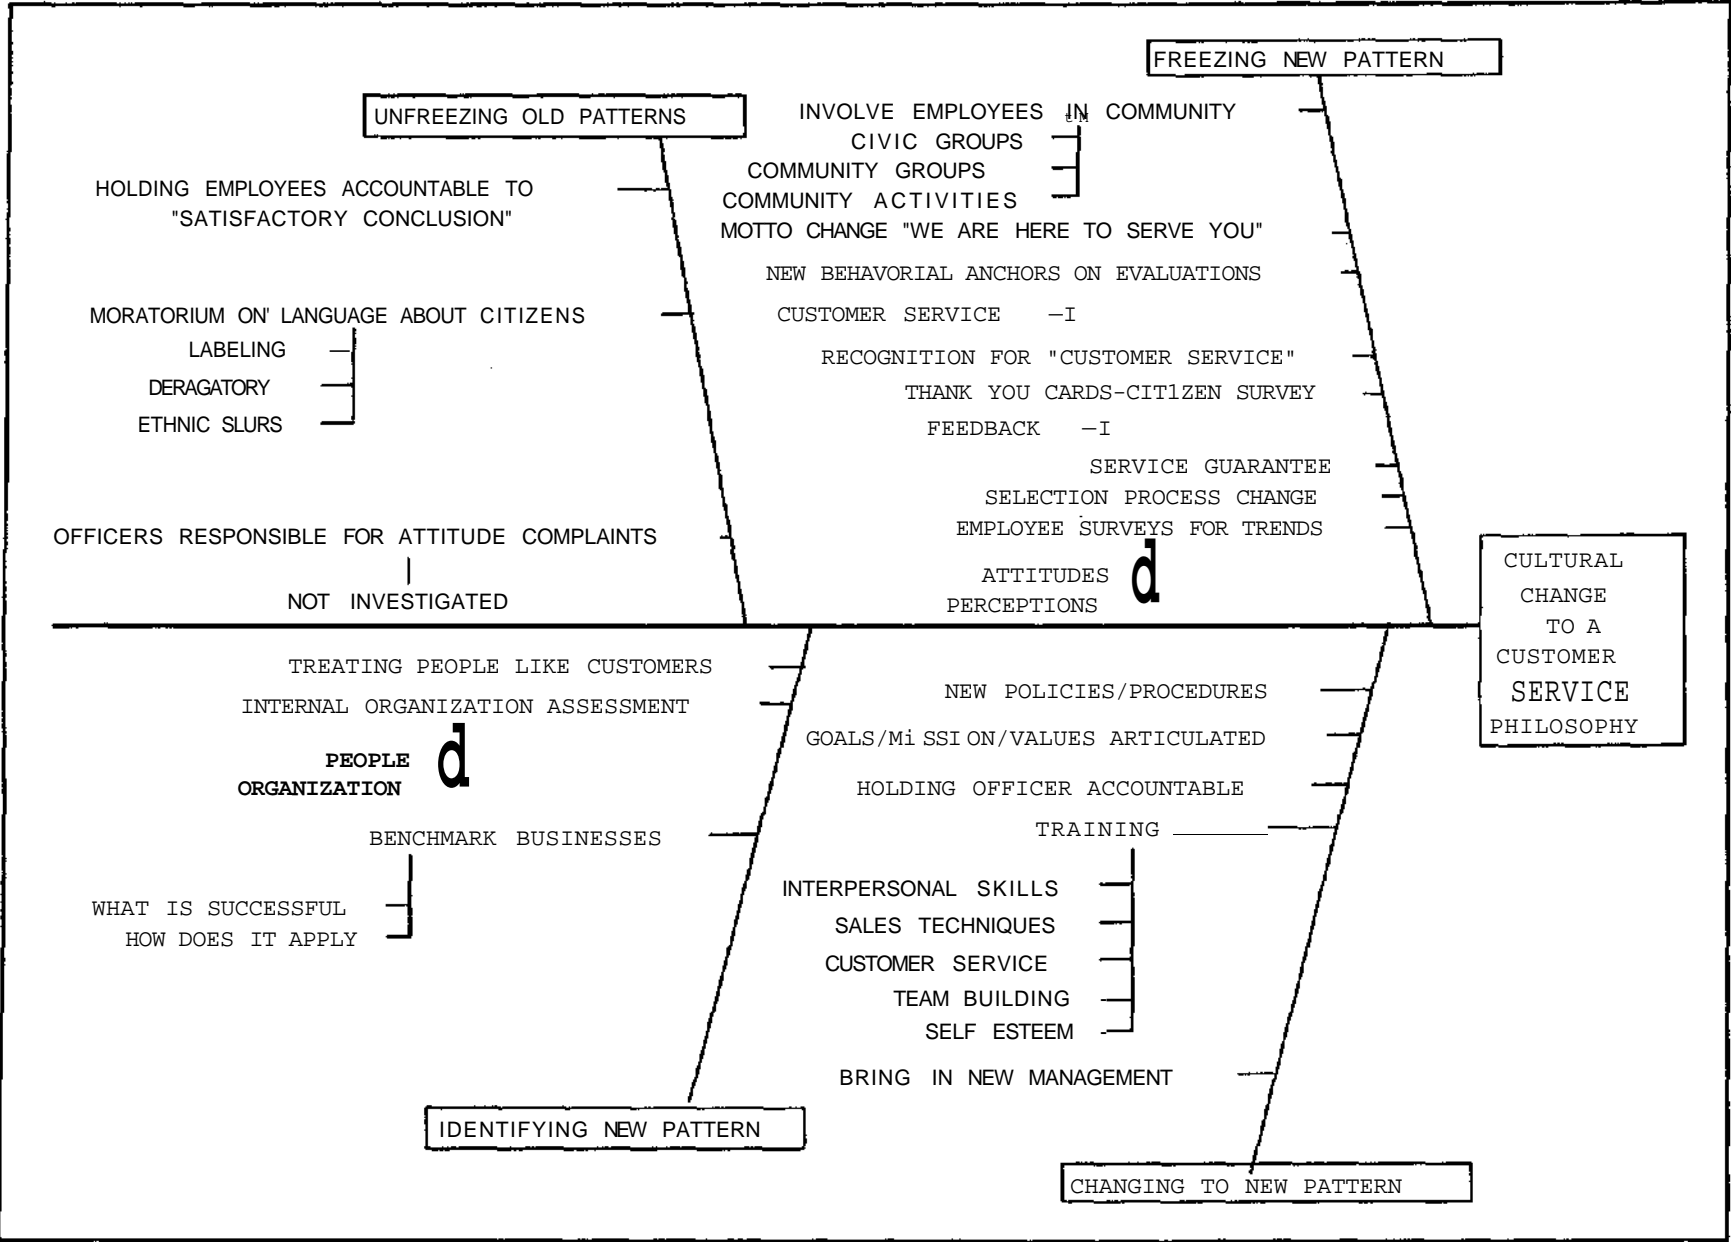 FREEZING NEW PATTERN
UNFREEZING OLD PATTERNS
INVOLVE EMPLOYEES IN COMMUNITY
CIVIC GROUPS
COMMUNITY GROUPS
COMMUNITY ACTIVITIES
MOTTO CHANGE "WE ARE HERE TO SERVE YOU"
NEW BEHAVORIAL ANCHORS ON EVALUATIONS
CUSTOMER SERVICE —I
RECOGNITION FOR "CUSTOMER SERVICE"
THANK YOU CARDS-CIT1ZEN SURVEY
FEEDBACK —I
SERVICE GUARANTEE
SELECTION PROCESS CHANGE
EMPLOYEE SURVEYS FOR TRENDS
ATTITUDES d
PERCEPTIONS
HOLDING EMPLOYEES ACCOUNTABLE TO
"SATISFACTORY CONCLUSION"
MORATORIUM ON' LANGUAGE ABOUT CITIZENS
LABELING
DERAGATORY
ETHNIC SLURS
OFFICERS RESPONSIBLE FOR ATTITUDE COMPLAINTS
NOT INVESTIGATED
CULTURAL
CHANGE
TO A
CUSTOMER
SERVICE
PHILOSOPHY
TREATING PEOPLE LIKE CUSTOMERS
INTERNAL ORGANIZATION ASSESSMENT
PEOPLE d
ORGANIZATION
BENCHMARK BUSINESSES
WHAT IS SUCCESSFUL
HOW DOES IT APPLY
IDENTIFYING NEW PATTERN
NEW POLICIES/PROCEDURES
GOALS/MiSSION/VALUES ARTICULATED
HOLDING OFFICER ACCOUNTABLE
TRAINING
INTERPERSONAL SKILLS
SALES TECHNIQUES
CUSTOMER SERVICE
TEAM BUILDING
SELF ESTEEM
BRING IN NEW MANAGEMENT
CHANGING TO NEW PATTERN